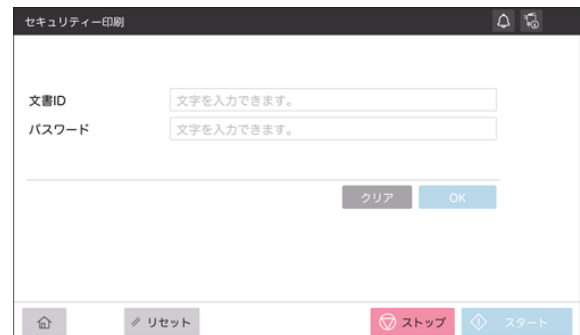 セキュリティー印刷
文書ID 文字を入力できます。
パスワード 文字を入力できます。
クリア OK
リセット ストップ スタート